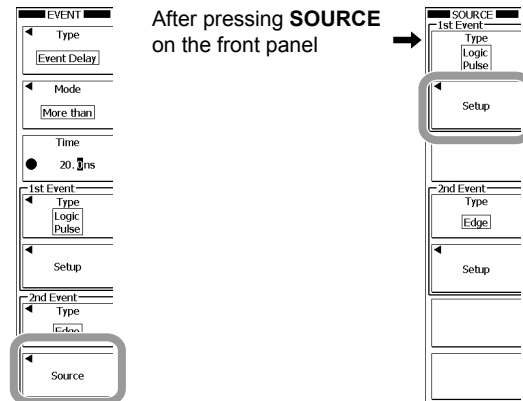 EVENT
Type
Event Delay
Mode
More than
Time
20.0ns
1st Event
Type
Logic
Pulse
Setup
2nd Event
Type
Edge
Source
After pressing SOURCE
on the front panel
SOURCE
1st Event
Type
Logic
Pulse
Setup
2nd Event
Type
Edge
Setup